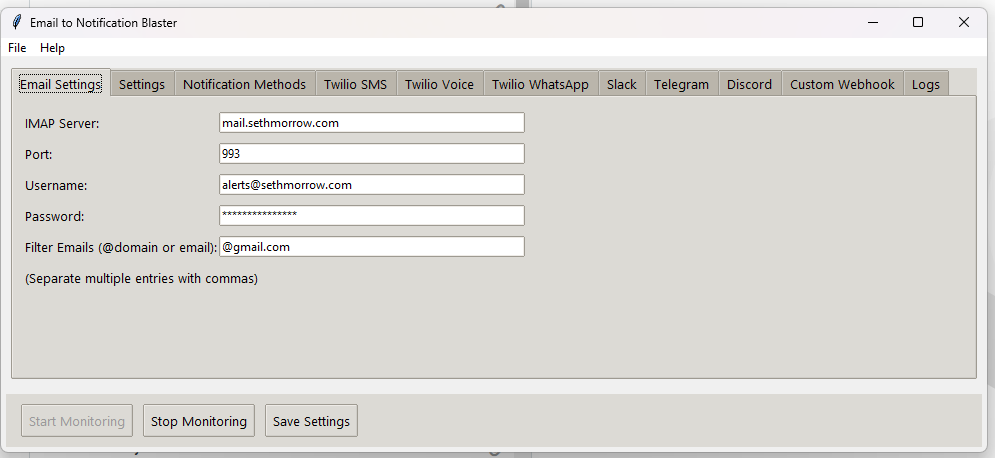 Email to Notification Blaster
File Help
Email Settings Settings Notification Methods Twilio SMS Twilio Voice Twilio WhatsApp Slack Telegram Discord Custom Webhook Logs
IMAP Server: mail.sethmorrow.com
Port: 993
Username: alerts@sethmorrow.com
Password: ***************
Filter Emails (@domain or email): @gmail.com
(Separate multiple entries with commas)
Start Monitoring Stop Monitoring Save Settings